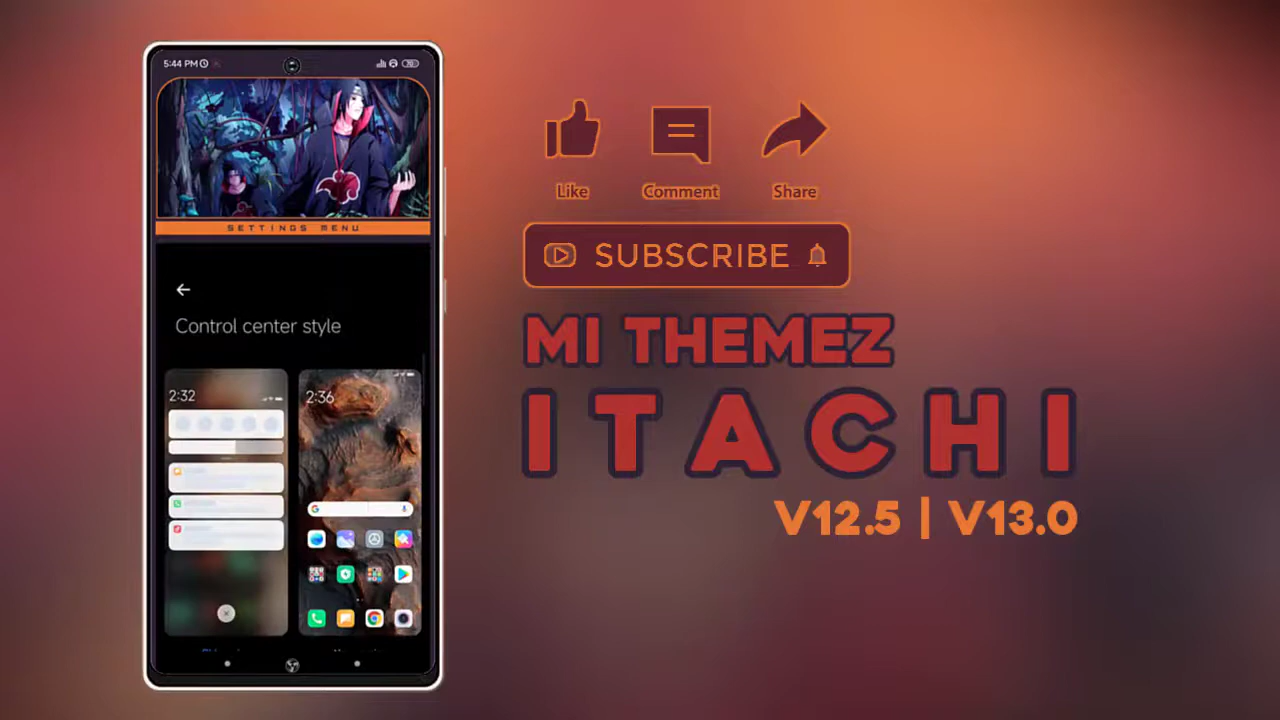 5:44 PM
SETTINGS MENU
Control center style
2:32
2:36
Like
Comment
Share
SUBSCRIBE
MI THEMEZ
ITACHI
V12.5 | V13.0